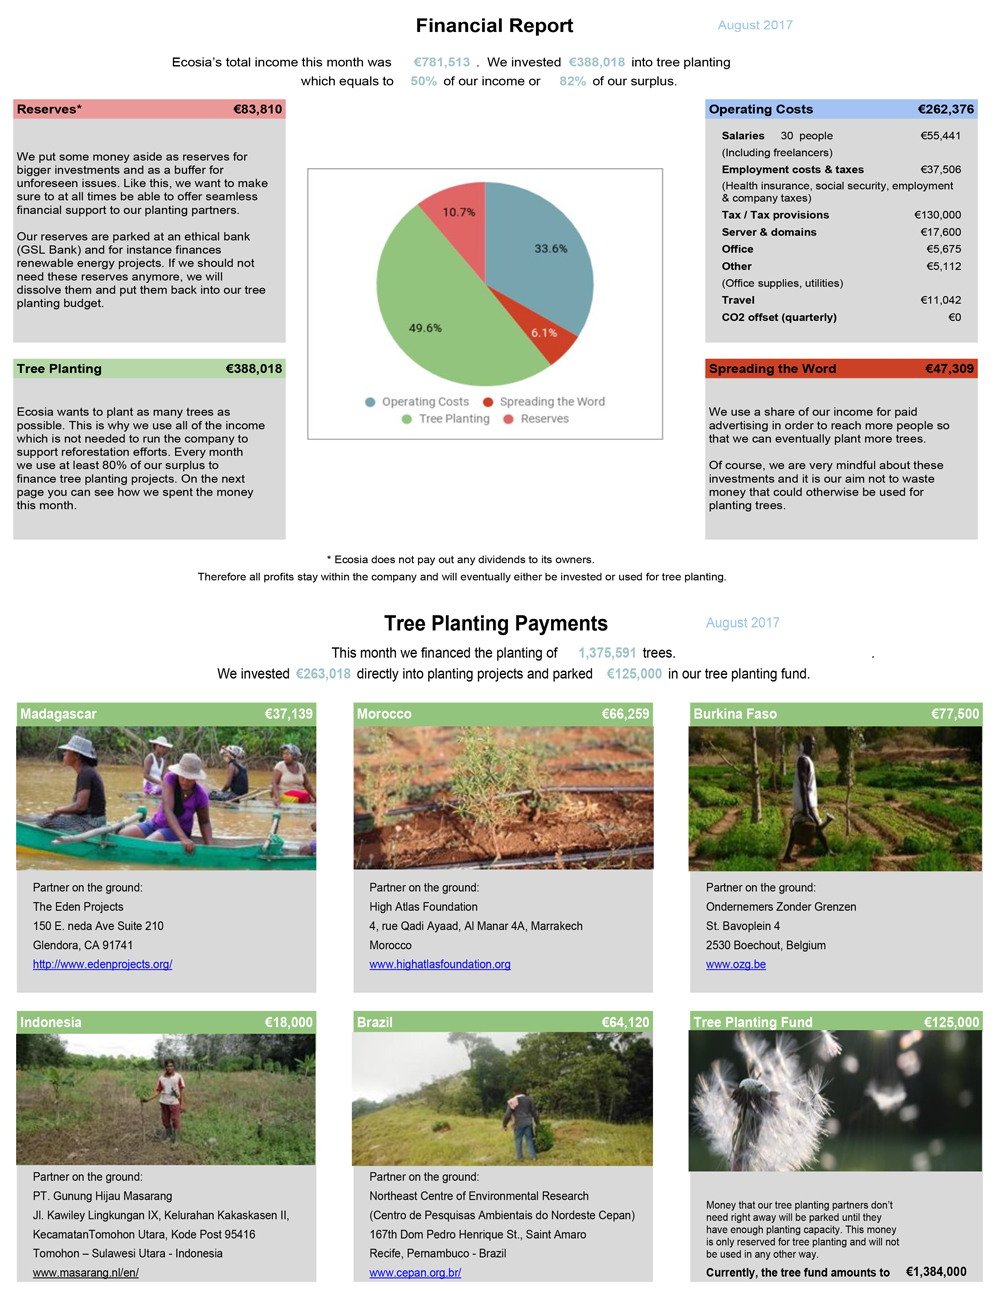 Financial Report
August 2017
Ecosia's total income this month was €781,513 . We invested €388,018 into tree planting
which equals to 50% of our income or 82% of our surplus.
Reserves* €83,810
We put some money aside as reserves for
bigger investments and as a buffer for
unforeseen issues. Like this, we want to make
sure to at all times be able to offer seamless
financial support to our planting partners.
Our reserves are parked at an ethical bank
(GSL Bank) and for instance finances
renewable energy projects. If we should not
need these reserves anymore, we will
dissolve them and put them back into our tree
planting budget.
10.7%
33.6%
49.6%
6.1%
Operating Costs Spreading the Word
Tree Planting Reserves
Operating Costs €262,376
Salaries 30 people €55,441
(Including freelancers)
Employment costs & taxes €37,506
(Health insurance, social security, employment
& company taxes)
Tax / Tax provisions €130,000
Server & domains €17,600
Office €5,675
Other €5,112
(Office supplies, utilities)
Travel €11,042
CO2 offset (quarterly) €0
Tree Planting €388,018
Ecosia wants to plant as many trees as
possible. This is why we use all of the income
which is not needed to run the company to
support reforestation efforts. Every month
we use at least 80% of our surplus to
finance tree planting projects. On the next
page you can see how we spent the money
this month.
Spreading the Word €47,309
We use a share of our income for paid
advertising in order to reach more people so
that we can eventually plant more trees.
Of course, we are very mindful about these
investments and it is our aim not to waste
money that could otherwise be used for
planting trees.
* Ecosia does not pay out any dividends to its owners.
Therefore all profits stay within the company and will eventually either be invested or used for tree planting.
Tree Planting Payments
August 2017
This month we financed the planting of 1,375,591 trees. .
We invested €263,018 directly into planting projects and parked €125,000 in our tree planting fund.
Madagascar €37,139
Partner on the ground:
The Eden Projects
150 E. neda Ave Suite 210
Glendora, CA 91741
http://www.edenprojects.org/
Morocco €66,259
Partner on the ground:
High Atlas Foundation
4, rue Qadi Ayaad, Al Manar 4A, Marrakech
Morocco
www.highatlasfoundation.org
Burkina Faso €77,500
Partner on the ground:
Ondernemers Zonder Grenzen
St. Bavoplein 4
2530 Boechout, Belgium
www.ozg.be
Indonesia €18,000
Partner on the ground:
PT. Gunung Hijau Masarang
Jl. Kawiley Lingkungan IX, Kelurahan Kakaskasen II,
KecamatanTomohon Utara, Kode Post 95416
Tomohon – Sulawesi Utara - Indonesia
www.masarang.nl/en/
Brazil €64,120
Partner on the ground:
Northeast Centre of Environmental Research
(Centro de Pesquisas Ambientais do Nordeste Cepan)
167th Dom Pedro Henrique St., Saint Amaro
Recife, Pernambuco - Brazil
www.cepan.org.br/
Tree Planting Fund €125,000
Money that our tree planting partners don't
need right away will be parked until they
have enough planting capacity. This money
is only reserved for tree planting and will not
be used in any other way.
Currently, the tree fund amounts to €1,384,000